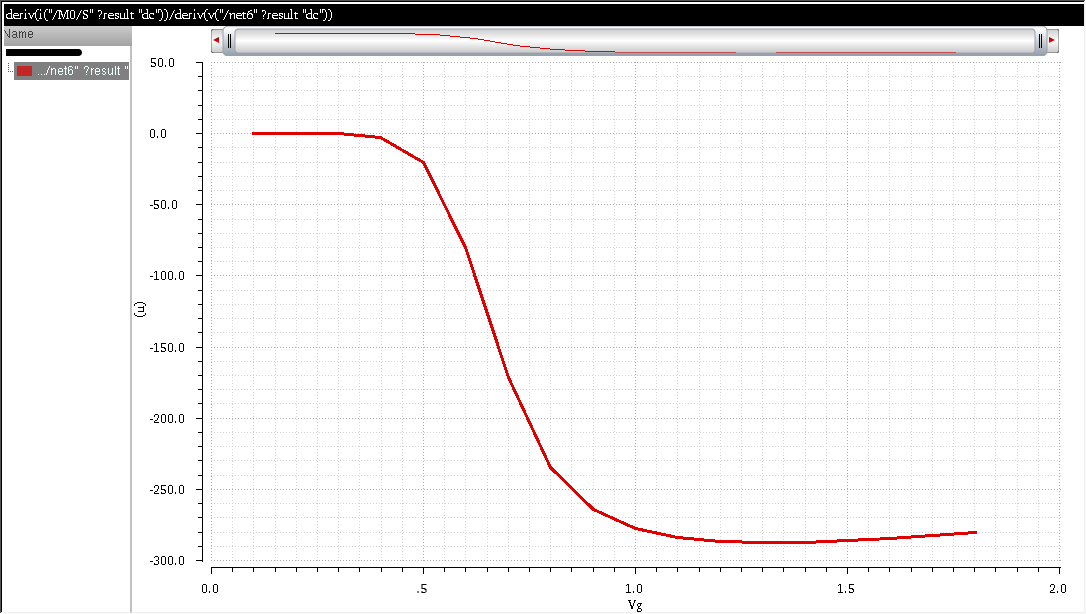 deriv(i("/M0/S" ?result "dc"))/deriv(v("/net6" ?result "dc"))
Name
.../net6" ?result "
50.0
0.0
-50.0
-100.0
-150.0
-200.0
-250.0
-300.0
(u)
0.0 .5 1.0 1.5 2.0
Vg